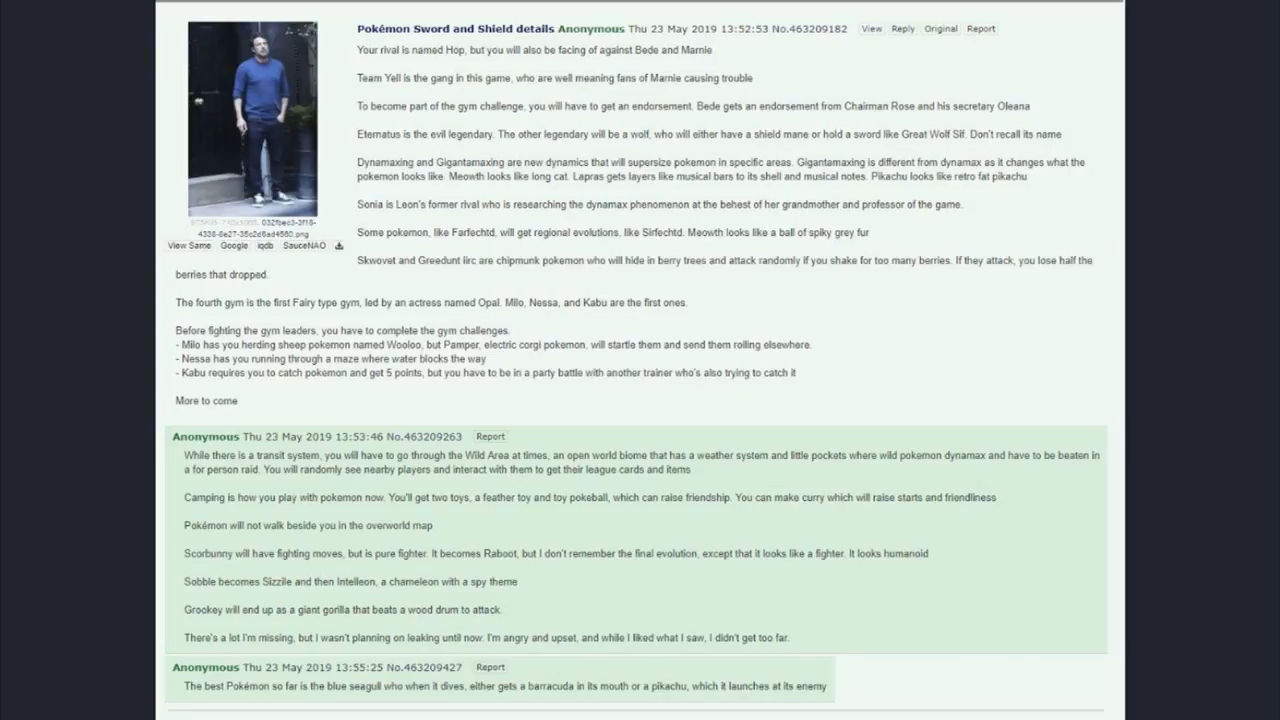 Pokémon Sword and Shield details Anonymous Thu 23 May 2019 13:52:53 No.463209182 View Reply Original Report
Your rival is named Hop, but you will also be facing of against Bede and Marnie
Team Yell is the gang in this game, who are well meaning fans of Marnie causing trouble
To become part of the gym challenge, you will have to get an endorsement. Bede gets an endorsement from Chairman Rose and his secretary Oleana
Eternatus is the evil legendary. The other legendary will be a wolf, who will either have a shield mane or hold a sword like Great Wolf Sif. Don't recall its name
Dynamaxing and Gigantamaxing are new dynamics that will supersize pokemon in specific areas. Gigantamaxing is different from dynamax as it changes what the
pokemon looks like. Meowth looks like long cat. Lapras gets layers like musical bars to its shell and musical notes. Pikachu looks like retro fat pikachu
Sonia is Leon's former rival who is researching the dynamax phenomenon at the behest of her grandmother and professor of the game.
View Same Google iqdb SauceNAO
Some pokemon, like Farfechtd, will get regional evolutions, like Sirfechtd. Meowth looks like a ball of spiky grey fur
Skwovet and Greedunt lirc are chipmunk pokemon who will hide in berry trees and attack randomly if you shake for too many berries. If they attack, you lose half the
berries that dropped.
The fourth gym is the first Fairy type gym, led by an actress named Opal. Milo, Nessa, and Kabu are the first ones.
Before fighting the gym leaders, you have to complete the gym challenges.
- Milo has you herding sheep pokemon named Wooloo, but Pamper, electric corgi pokemon, will startle them and send them rolling elsewhere.
- Nessa has you running through a maze where water blocks the way
- Kabu requires you to catch pokemon and get 5 points, but you have to be in a party battle with another trainer who's also trying to catch it
More to come
Anonymous Thu 23 May 2019 13:53:46 No.463209263 Report
While there is a transit system, you will have to go through the Wild Area at times, an open world biome that has a weather system and little pockets where wild pokemon dynamax and have to be beaten in
a for person raid. You will randomly see nearby players and interact with them to get their league cards and items
Camping is how you play with pokemon now. You'll get two toys, a feather toy and toy pokeball, which can raise friendship. You can make curry which will raise starts and friendliness
Pokémon will not walk beside you in the overworld map
Scorbunny will have fighting moves, but is pure fighter. It becomes Raboot, but I don't remember the final evolution, except that it looks like a fighter. It looks humanoid
Sobble becomes Sizzile and then Intelleon, a chameleon with a spy theme
Grookey will end up as a giant gorilla that beats a wood drum to attack.
There's a lot I'm missing, but I wasn't planning on leaking until now. I'm angry and upset, and while I liked what I saw, I didn't get too far.
Anonymous Thu 23 May 2019 13:55:25 No.463209427 Report
The best Pokémon so far is the blue seagull who when it dives, either gets a barracuda in its mouth or a pikachu, which it launches at its enemy